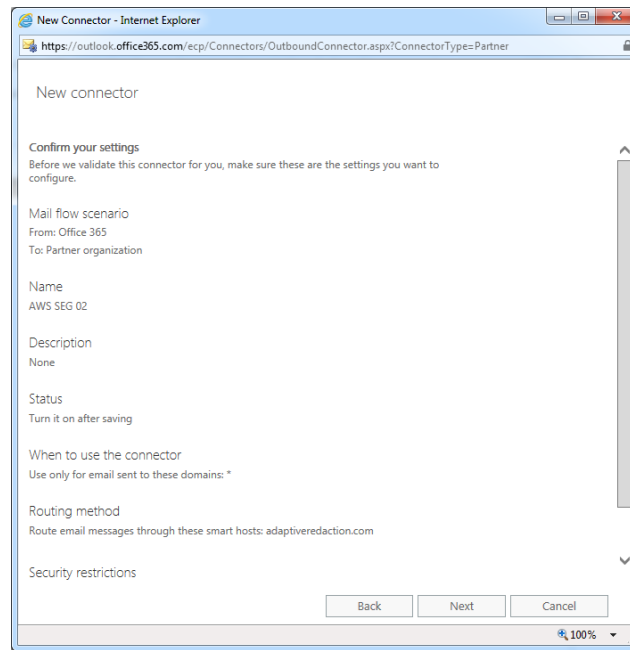 New Connector - Internet Explorer
https://outlook.office365.com/ecp/Connectors/OutboundConnector.aspx?ConnectorType=Partner
New connector
Confirm your settings
Before we validate this connector for you, make sure these are the settings you want to
configure.
Mail flow scenario
From: Office 365
To: Partner organization
Name
AWS SEG 02
Description
None
Status
Turn it on after saving
When to use the connector
Use only for email sent to these domains: *
Routing method
Route email messages through these smart hosts: adaptiveredaction.com
Security restrictions
Back Next Cancel
100%